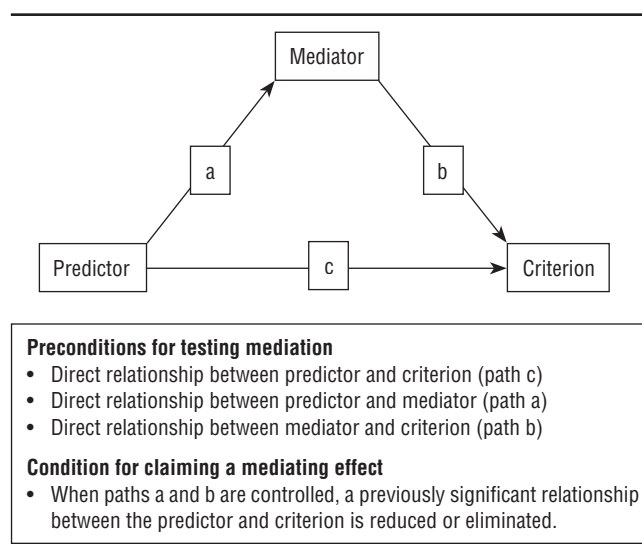 Mediator
a
b
Predictor
c
Criterion
Preconditions for testing mediation
• Direct relationship between predictor and criterion (path c)
• Direct relationship between predictor and mediator (path a)
• Direct relationship between mediator and criterion (path b)
Condition for claiming a mediating effect
• When paths a and b are controlled, a previously significant relationship
between the predictor and criterion is reduced or eliminated.